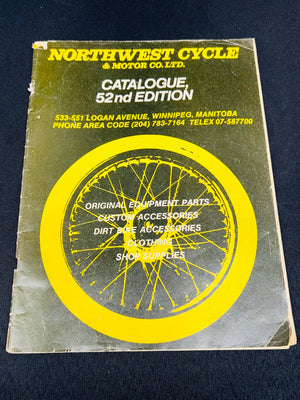 NORTHWEST CYCLE
& MOTOR CO. LTD.
CATALOGUE,
52nd EDITION
533-551 LOGAN AVENUE, WINNIPEG, MANITOBA
PHONE AREA CODE (204) 783-7164 TELEX 07-587700
ORIGINAL EQUIPMENT PARTS
CUSTOM ACCESSORIES
DIRT BIKE ACCESSORIES
CLOTHING
SHOP SUPPLIES